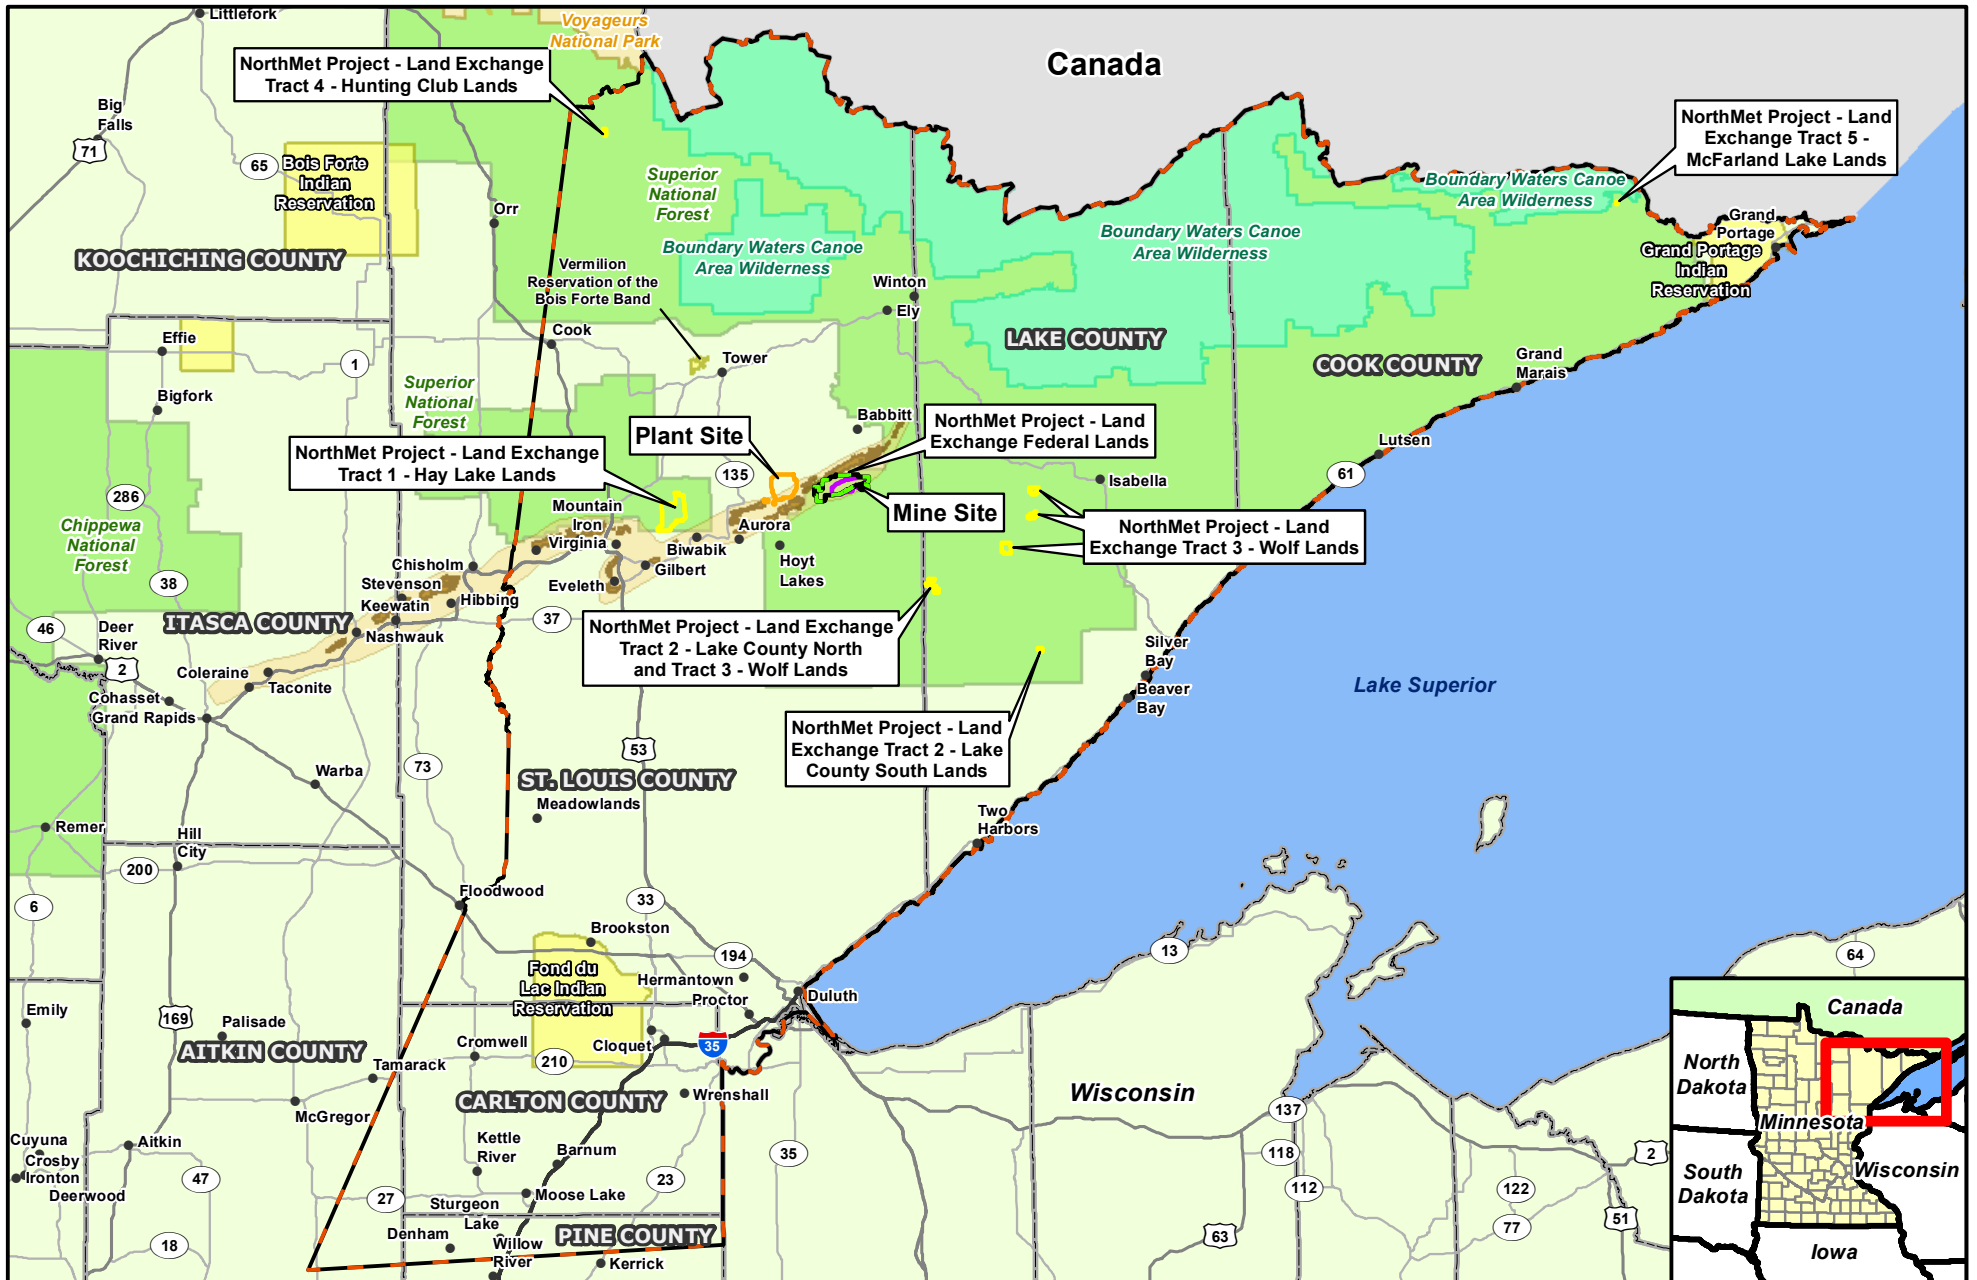 Littlefork
Voyageurs
National Park
NorthMet Project - Land Exchange
Tract 4 - Hunting Club Lands
Canada
Big
Falls
71
65
Bois Forte
Indian
Reservation
Superior
National
Forest
NorthMet Project - Land
Exchange Tract 5 -
McFarland Lake Lands
Boundary Waters Canoe
Area Wilderness
Orr
KOOCHICHING COUNTY
Boundary Waters Canoe
Area Wilderness
Boundary Waters Canoe
Area Wilderness
Grand
Portage
Grand Portage
Indian
Reservation
Vermilion
Reservation of the
Bois Forte Band
Winton
Ely
Effie
Cook
LAKE COUNTY
COOK COUNTY
1
Tower
Grand
Marais
Bigfork
Superior
National
Forest
Babbitt
Plant Site
NorthMet Project - Land
Exchange Federal Lands
Lutsen
NorthMet Project - Land Exchange
Tract 1 - Hay Lake Lands
135
61
Isabella
286
Mountain
Iron
Mine Site
Chippewa
National
Forest
Virginia
Aurora
Biwabik
NorthMet Project - Land
Exchange Tract 3 - Wolf Lands
Chisholm
Gilbert
Hoyt
Lakes
38
Stevenson
Eveleth
Keewatin
Hibbing
ITASCA COUNTY
37
Nashwauk
46
Deer
River
2
NorthMet Project - Land Exchange
Tract 2 - Lake County North
and Tract 3 - Wolf Lands
Silver
Bay
Coleraine
Taconite
Lake Superior
Beaver
Bay
Cohasset
Grand Rapids
NorthMet Project - Land
Exchange Tract 2 - Lake
County South Lands
53
73
Warba
ST. LOUIS COUNTY
Meadowlands
Two
Harbors
Remer
Hill
City
200
Floodwood
6
33
Brookston
13
64
194
Fond du
Lac Indian
Reservation
Hermantown
Proctor
Duluth
Emily
169
Palisade
AITKIN COUNTY
Cromwell
Cloquet
35
210
Tamarack
Wisconsin
CARLTON COUNTY
Wrenshall
McGregor
137
Cuyuna
Crosby
Ironton
Aitkin
Deerwood
Kettle
River
Barnum
35
118
2
47
27
23
112
122
Moose Lake
Sturgeon
Lake
77
51
18
Denham
PINE COUNTY
63
Willow
River
Kerrick
Canada
North
Dakota
Minnesota
South
Dakota
Wisconsin
Iowa